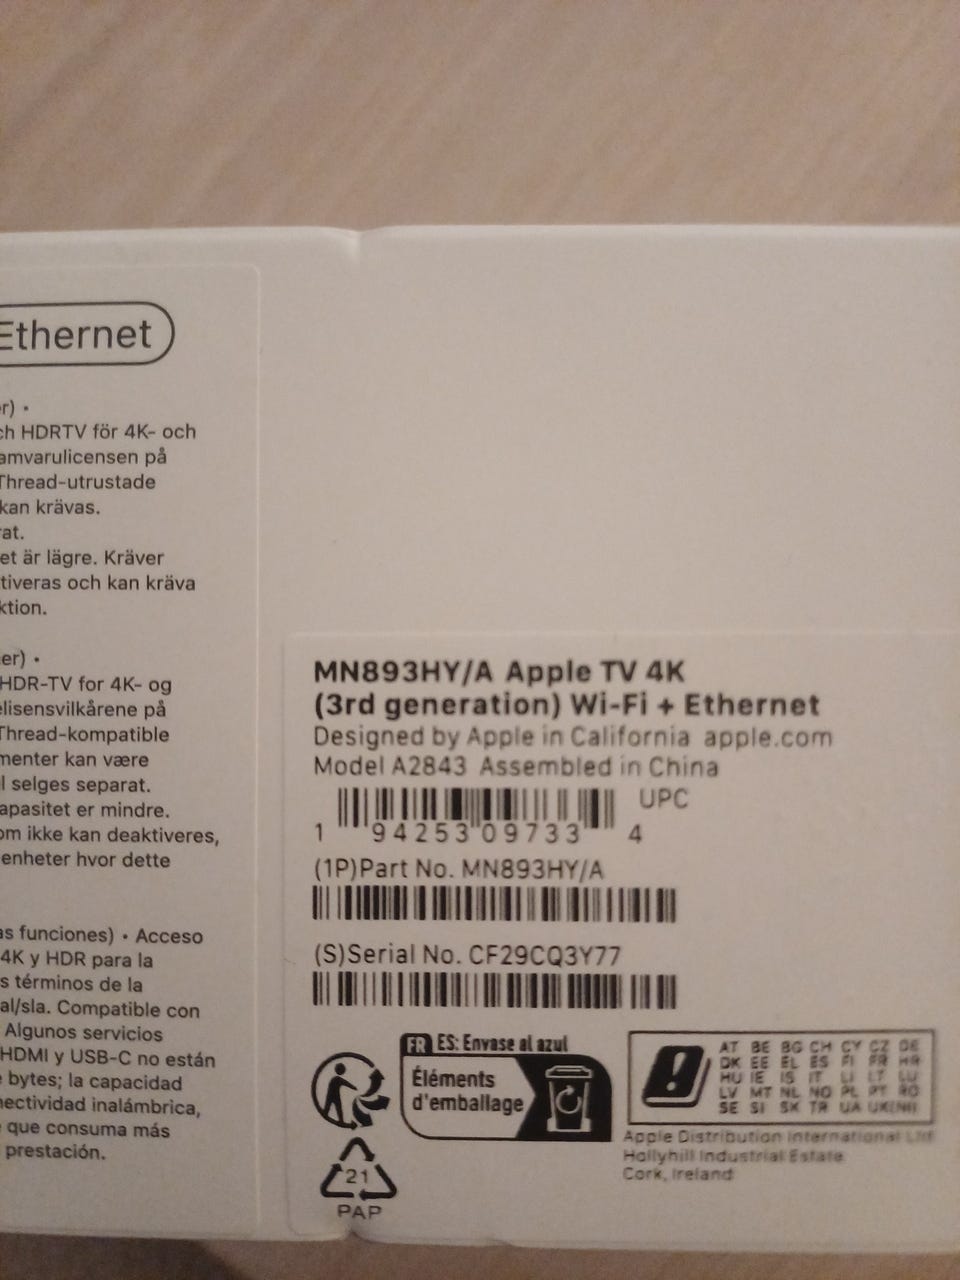 Ethernet
er) •
ch HDRTV för 4K- och
amvarulicensen på
Thread-utrustade
kan krävas.
rat.
et är lägre. Kräver
tiveras och kan kräva
ktion.
er) •
HDR-TV for 4K- og
elisensvilkårene på
Thread-kompatible
menter kan være
l selges separat.
apasitet er mindre.
om ikke kan deaktiveres,
enheter hvor dette
as funciones) • Acceso
4K y HDR para la
s términos de la
al/sla. Compatible con
Algunos servicios
HDMI y USB-C no están
e bytes; la capacidad
nectividad inalámbrica,
e que consuma más
prestación.
MN893HY/A Apple TV 4K
(3rd generation) Wi-Fi + Ethernet
Designed by Apple in California apple.com
Model A2843 Assembled in China
UPC
1 94253 09733 4
(1P)Part No. MN893HY/A
(S)Serial No. CF29CQ3Y77
FR ES: Envase al azul
Éléments
d'emballage
21
PAP
AT BE BG CH CY CZ DE
DK EE EL ES FI FR HR
HU IE IS IT LI LT LU
LV MT NL NO PL PT RO
SE SI SK TR UA UK(NI)
Apple Distribution International Ltd
Hollyhill Industrial Estate
Cork, Ireland